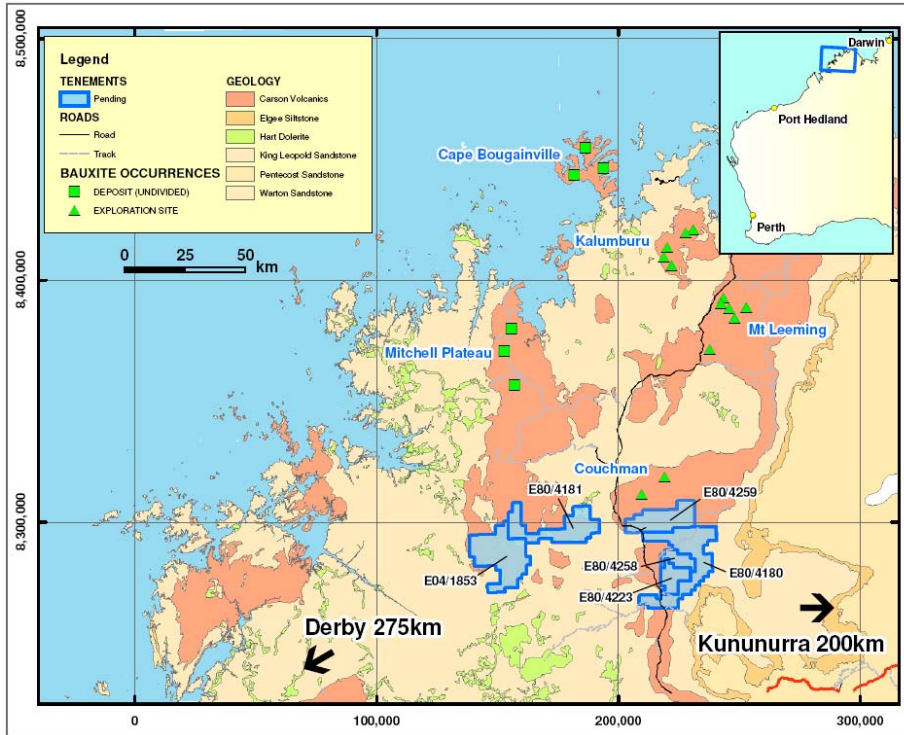 Legend
TENEMENTS
Pending
ROADS
Road
Track
BAUXITE OCCURRENCES
DEPOSIT (UNDIVIDED)
EXPLORATION SITE
GEOLOGY
Carson Volcanics
Elgee Siltstone
Hart Dolerite
King Leopold Sandstone
Pentecost Sandstone
Warton Sandstone
0 25 50
km
Darwin
Port Hedland
Perth
8,500,000
8,400,000
8,300,000
Cape Bougainville
Kalumburu
Mt Leeming
Mitchell Plateau
Couchman
E80/4181
E80/4259
E04/1853
E80/4258
E80/4180
E80/4223
Derby 275km
Kununurra 200km
0 100,000 200,000 300,000